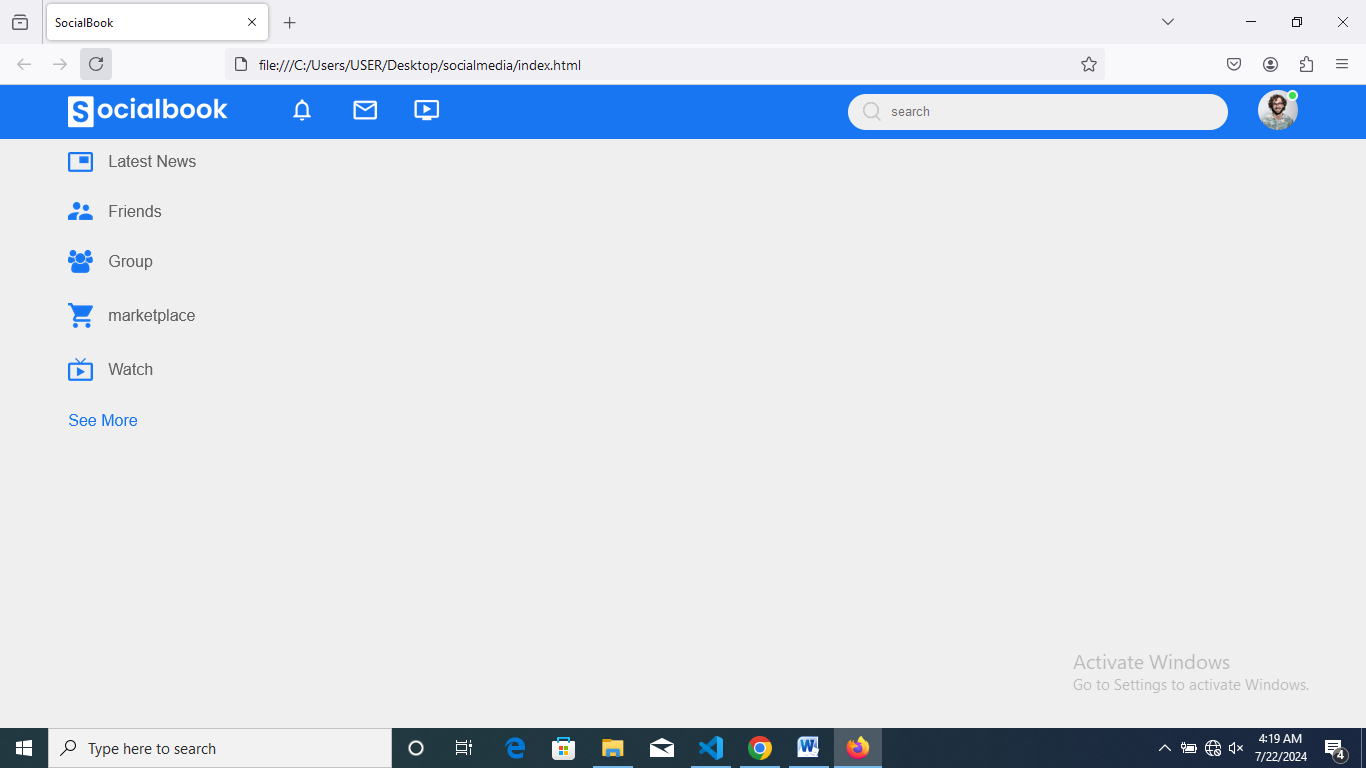 SocialBook
file:///C:/Users/USER/Desktop/socialmedia/index.html
Socialbook
search
Latest News
Friends
Group
marketplace
Watch
See More
Activate Windows
Go to Settings to activate Windows.
Type here to search
4:19 AM
7/22/2024
4